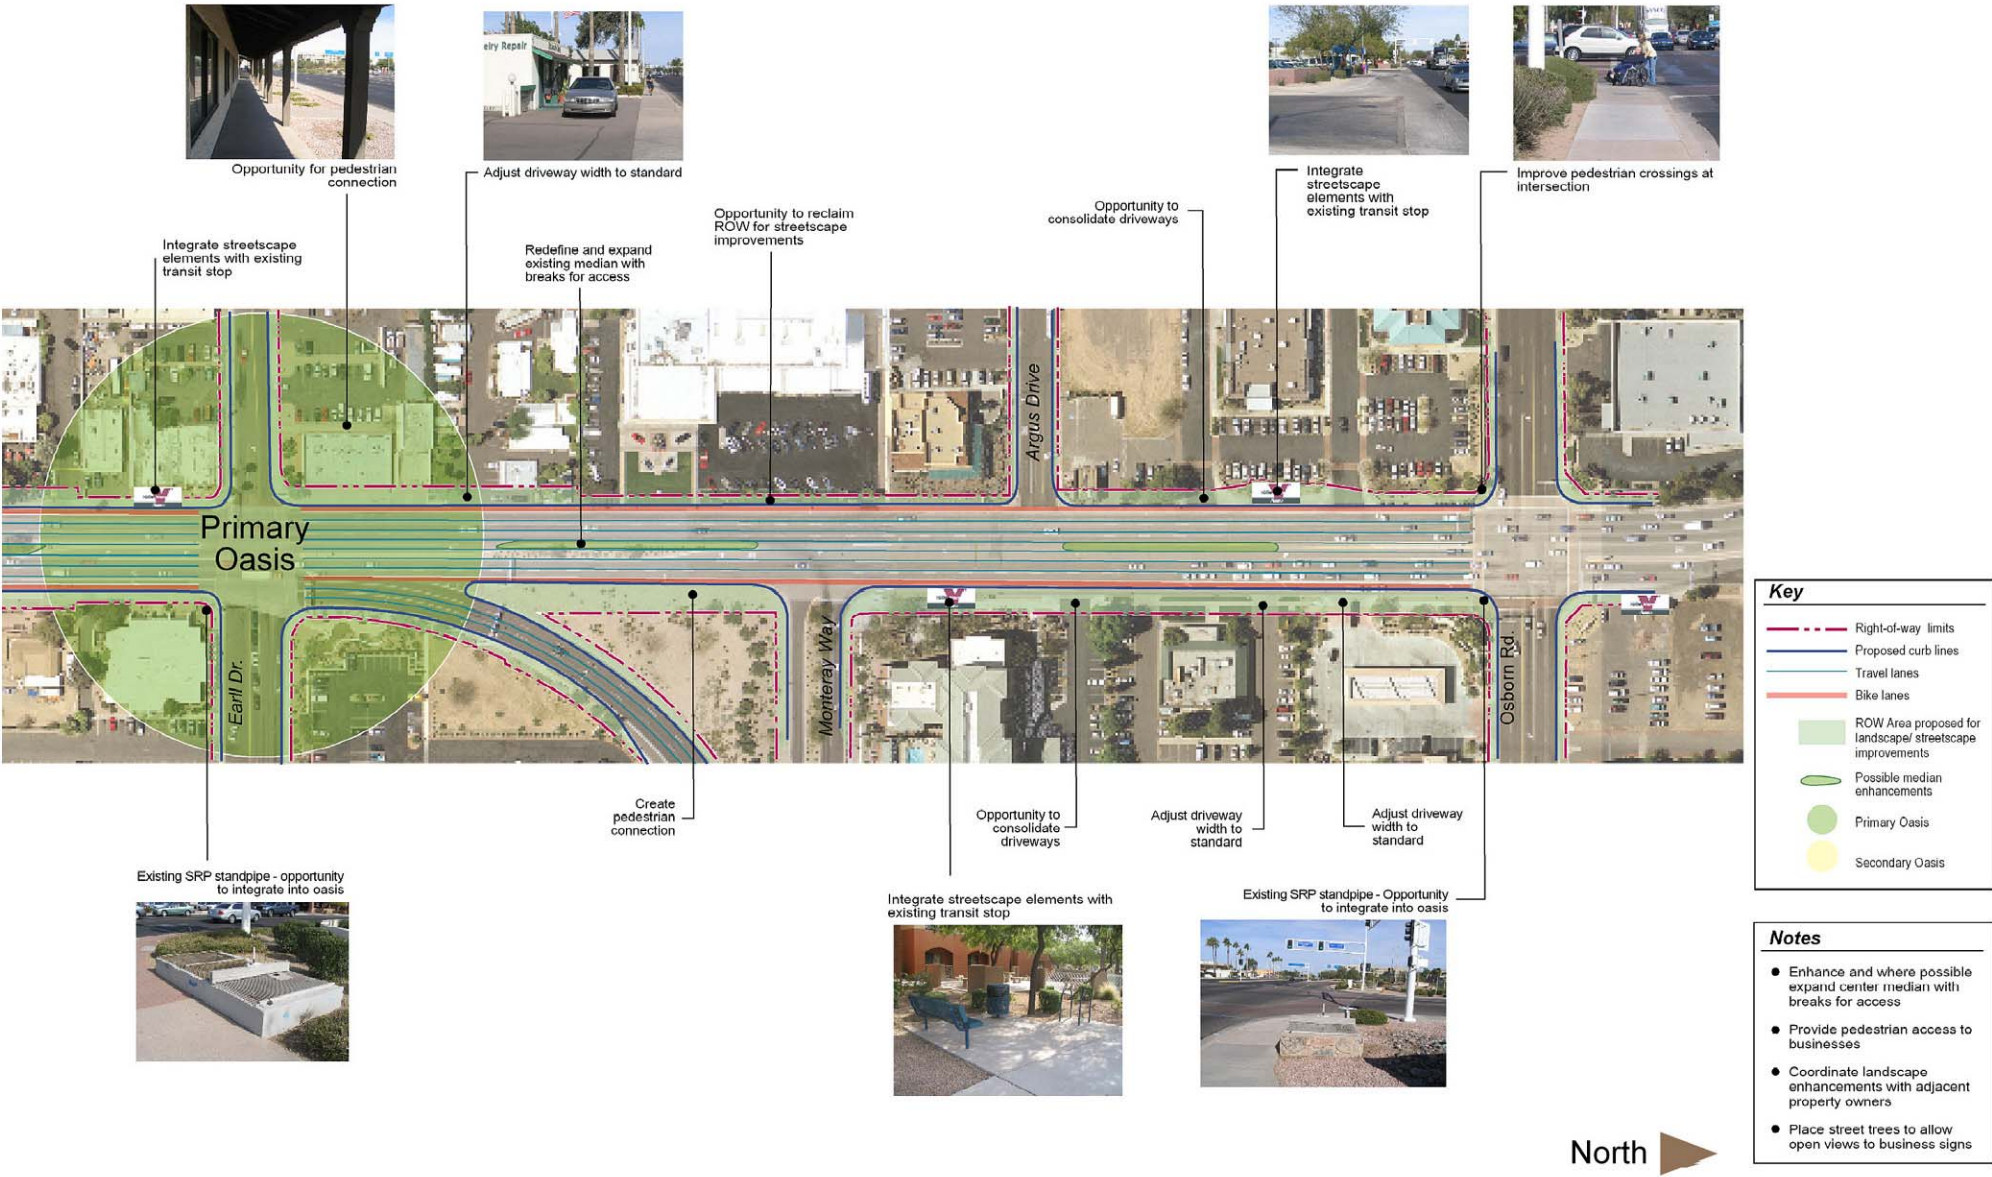 elry Repair
Opportunity for pedestrian
connection
Adjust driveway width to standard
Integrate
streetscape
elements with
existing transit stop
Improve pedestrian crossings at
intersection
Integrate streetscape
elements with existing
transit stop
Redefine and expand
existing median with
breaks for access
Opportunity to reclaim
ROW for streetscape
improvements
Opportunity to
consolidate driveways
Argus Drive
Primary
Oasis
Earll Dr.
Monteray Way
Osborn Rd.
Create
pedestrian
connection
Opportunity to
consolidate
driveways
Adjust driveway
width to
standard
Adjust driveway
width to
standard
Existing SRP standpipe - opportunity
to integrate into oasis
Integrate streetscape elements with
existing transit stop
Existing SRP standpipe - Opportunity
to integrate into oasis
Key
Right-of-way limits
Proposed curb lines
Travel lanes
Bike lanes
ROW Area proposed for
landscape/ streetscape
improvements
Possible median
enhancements
Primary Oasis
Secondary Oasis
Notes
Enhance and where possible
expand center median with
breaks for access
Provide pedestrian access to
businesses
Coordinate landscape
enhancements with adjacent
property owners
Place street trees to allow
open views to business signs
North